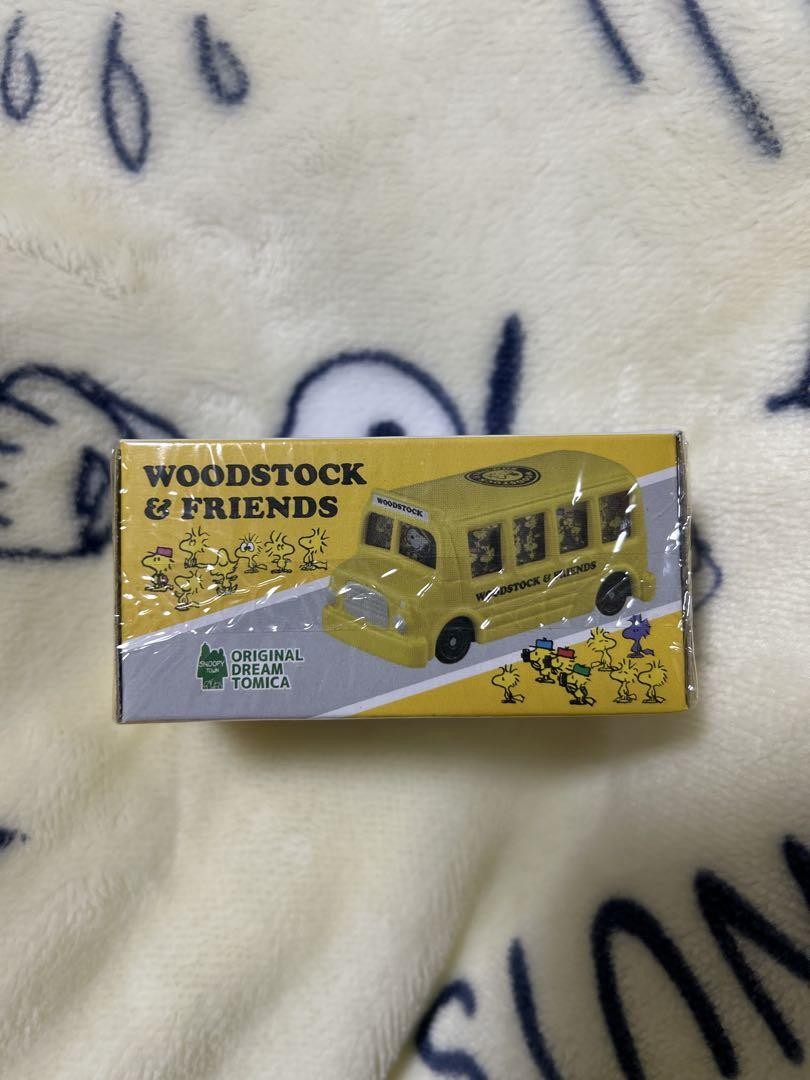 WOODSTOCK
& FRIENDS
WOODSTOCK
WOODSTOCK & FRIENDS
SNOOPY
TOWN
ORIGINAL
DREAM
TOMICA